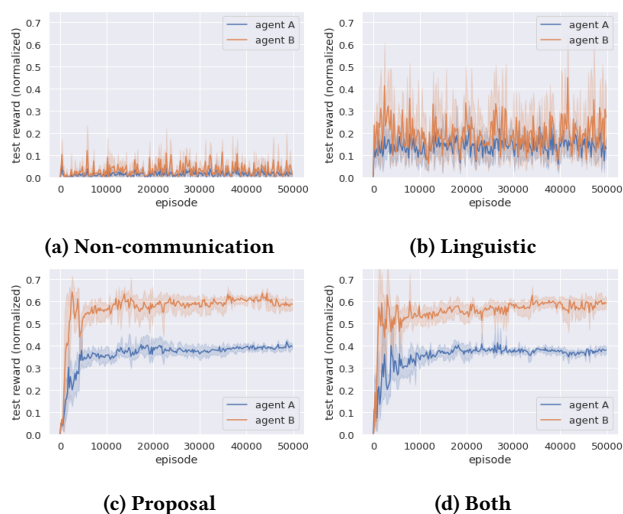 0.7
0.6
0.5
0.4
0.3
0.2
0.1
0.0
test reward (normalized)
agent A
agent B
0 10000 20000 30000 40000 50000
episode
(a) Non-communication
0.7
0.6
0.5
0.4
0.3
0.2
0.1
0.0
test reward (normalized)
agent A
agent B
0 10000 20000 30000 40000 50000
episode
(b) Linguistic
0.7
0.6
0.5
0.4
0.3
0.2
0.1
0.0
test reward (normalized)
agent A
agent B
0 10000 20000 30000 40000 50000
episode
(c) Proposal
0.7
0.6
0.5
0.4
0.3
0.2
0.1
0.0
test reward (normalized)
agent A
agent B
0 10000 20000 30000 40000 50000
episode
(d) Both